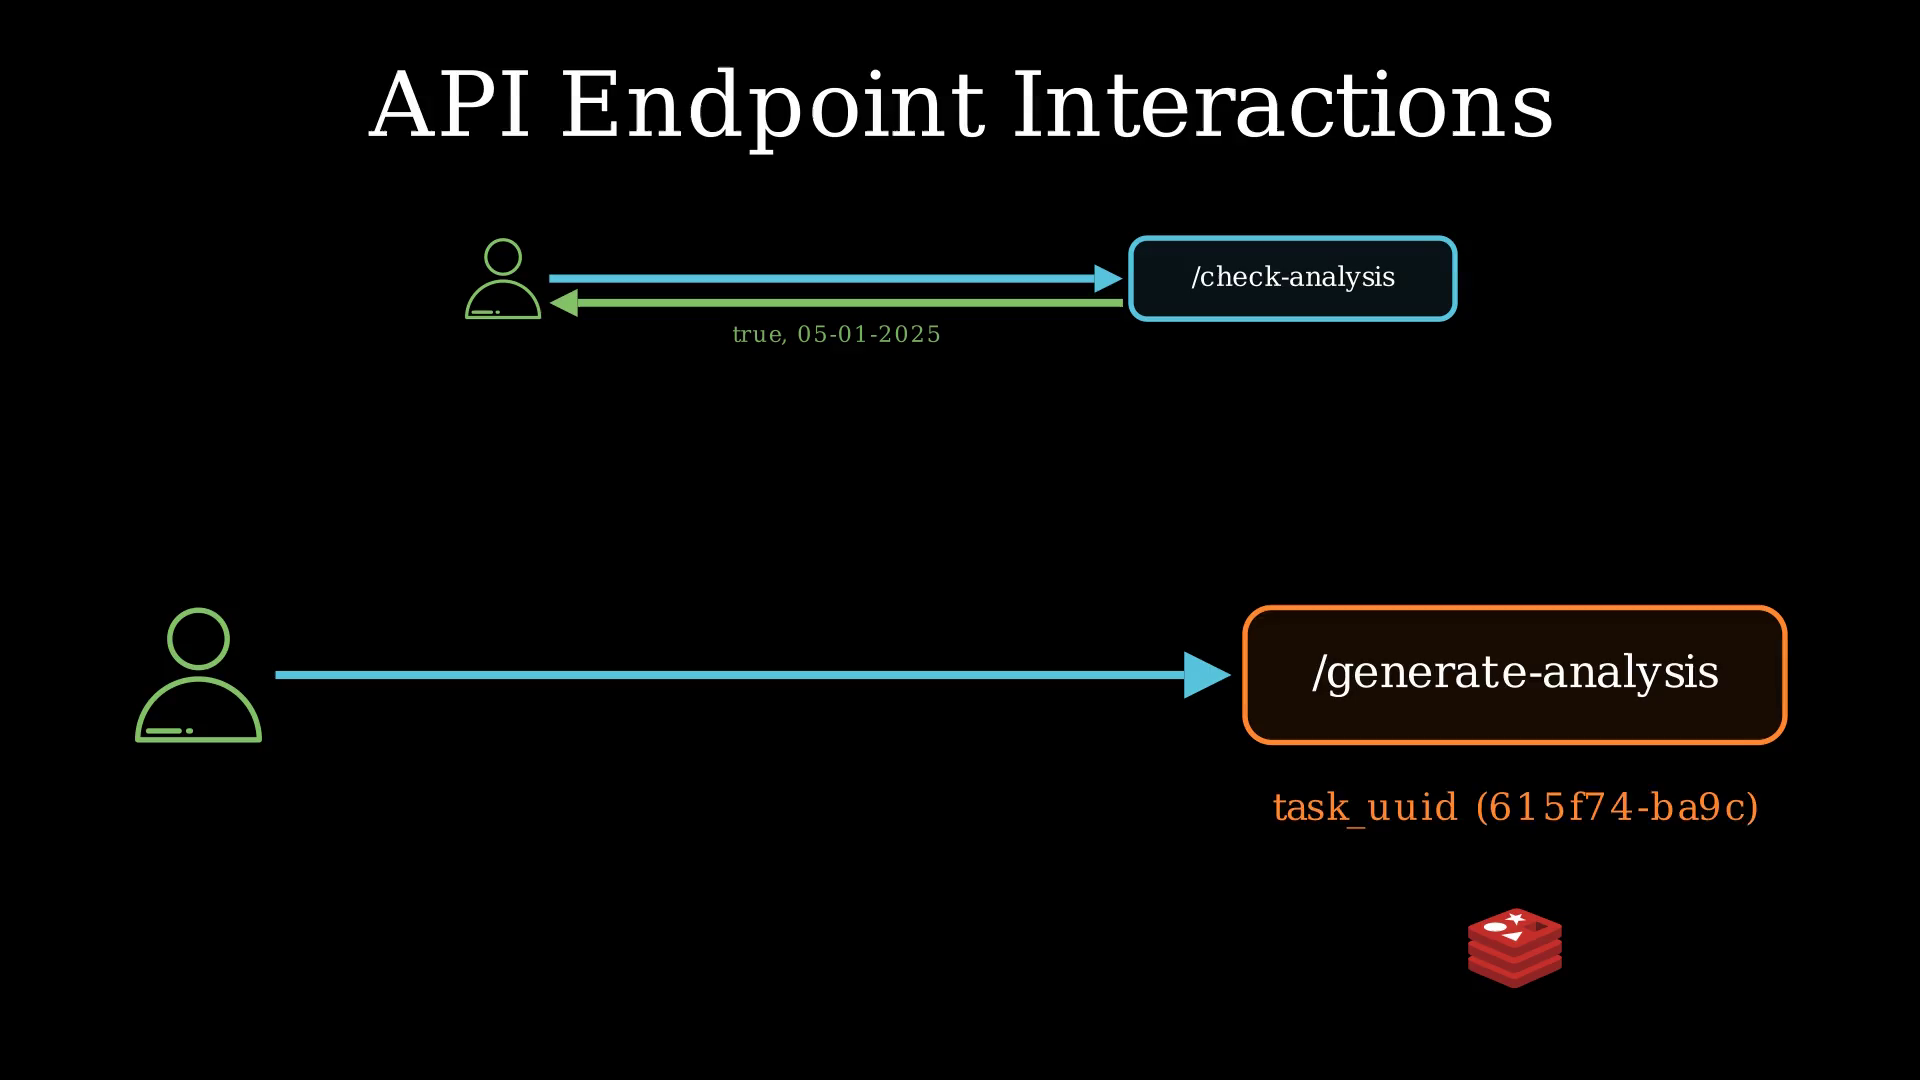 API Endpoint Interactions
/check-analysis
true, 05-01-2025
/generate-analysis
task_uuid (615f74-ba9c)